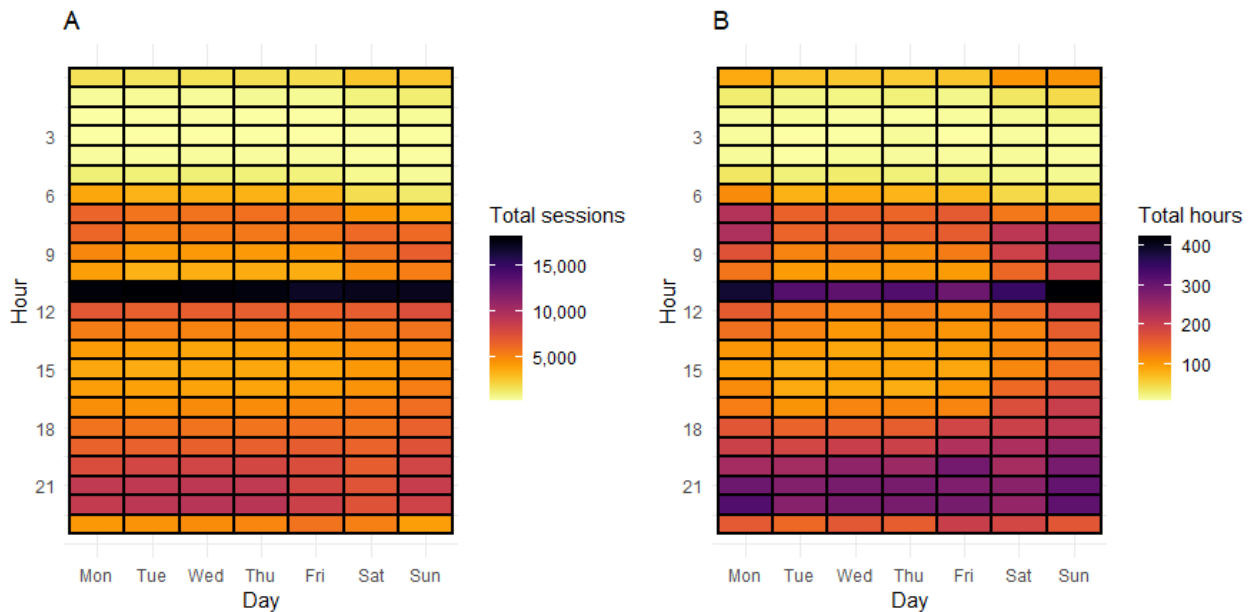 A
Hour
3
6
9
12
15
18
21
Mon Tue Wed Thu Fri Sat Sun
Day
Total sessions
15,000
10,000
5,000
B
Hour
3
6
9
12
15
18
21
Mon Tue Wed Thu Fri Sat Sun
Day
Total hours
400
300
200
100